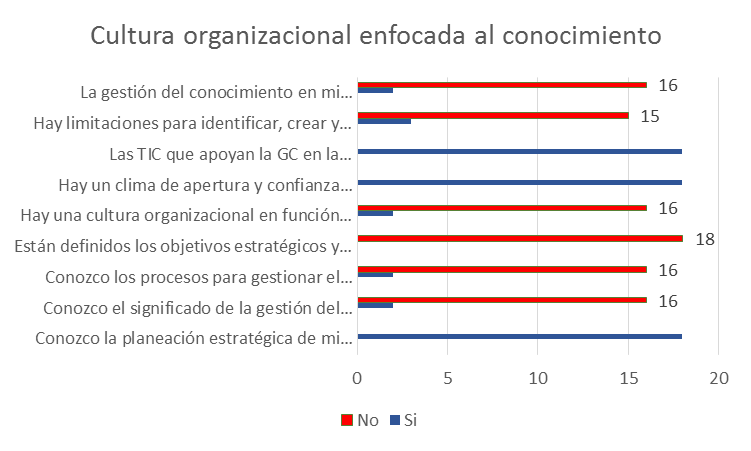 Cultura organizacional enfocada al conocimiento
La gestión del conocimiento en mi...
16
Hay limitaciones para identificar, crear y...
15
Las TIC que apoyan la GC en la...
Hay un clima de apertura y confianza...
Hay una cultura organizacional en función...
16
Están definidos los objetivos estratégicos y...
18
Conozco los procesos para gestionar el...
16
Conozco el significado de la gestión del...
16
Conozco la planeación estratégica de mi...
0 5 10 15 20
No Si